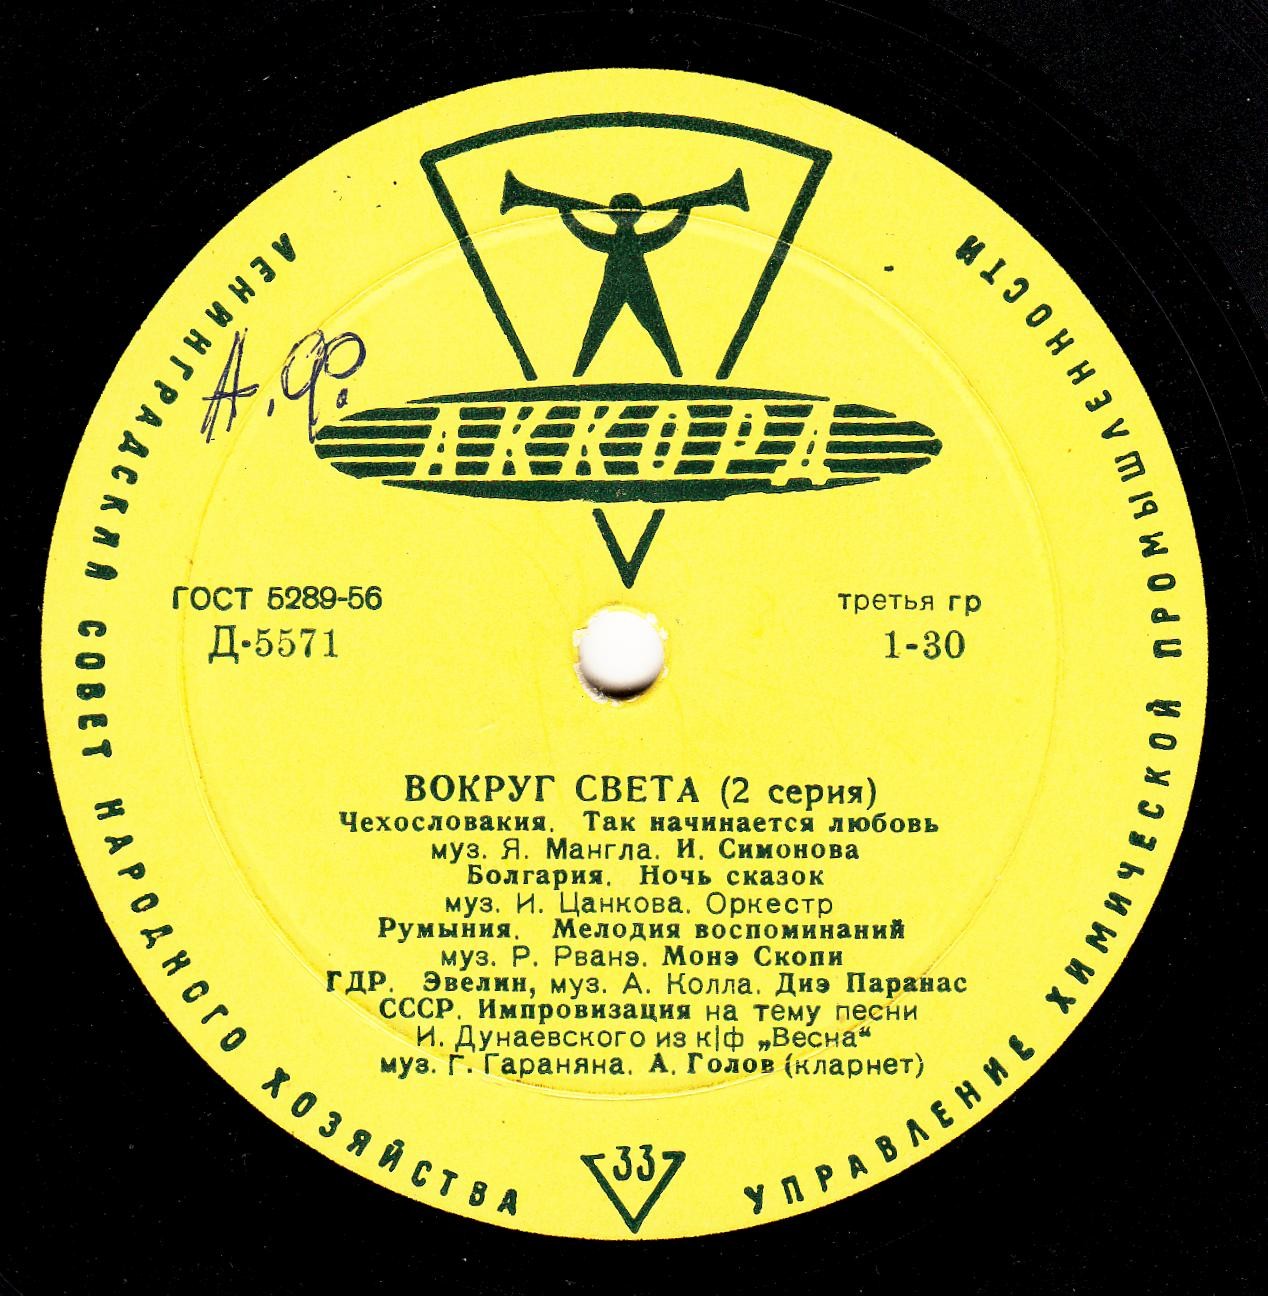 ЛЕНИНГРАДСКАЯ СОВЕТ НАРОДНОГО ХОЗЯЙСТВА
УПРАВЛЕНИЕ ХИМИЧЕСКОЙ ПРОМЫШЛЕННОСТИ
А.Ф.
АККОРД
ГОСТ 5289-56
Д-5571
третья гр
1-30
ВОКРУГ СВЕТА (2 серия)
Чехословакия. Так начинается любовь
муз. Я. Мангла. И. Симонова
Болгария. Ночь сказок
муз. И. Цанкова. Оркестр
Румыния. Мелодия воспоминаний
муз. Р. Рванэ. Монэ Скопи
ГДР. Эвелин, муз. А. Колла. Диэ Паранас
СССР. Импровизация на тему песни
И. Дунаевского из к|ф „Весна“
муз. Г. Гараняна. А. Голов (кларнет)
33